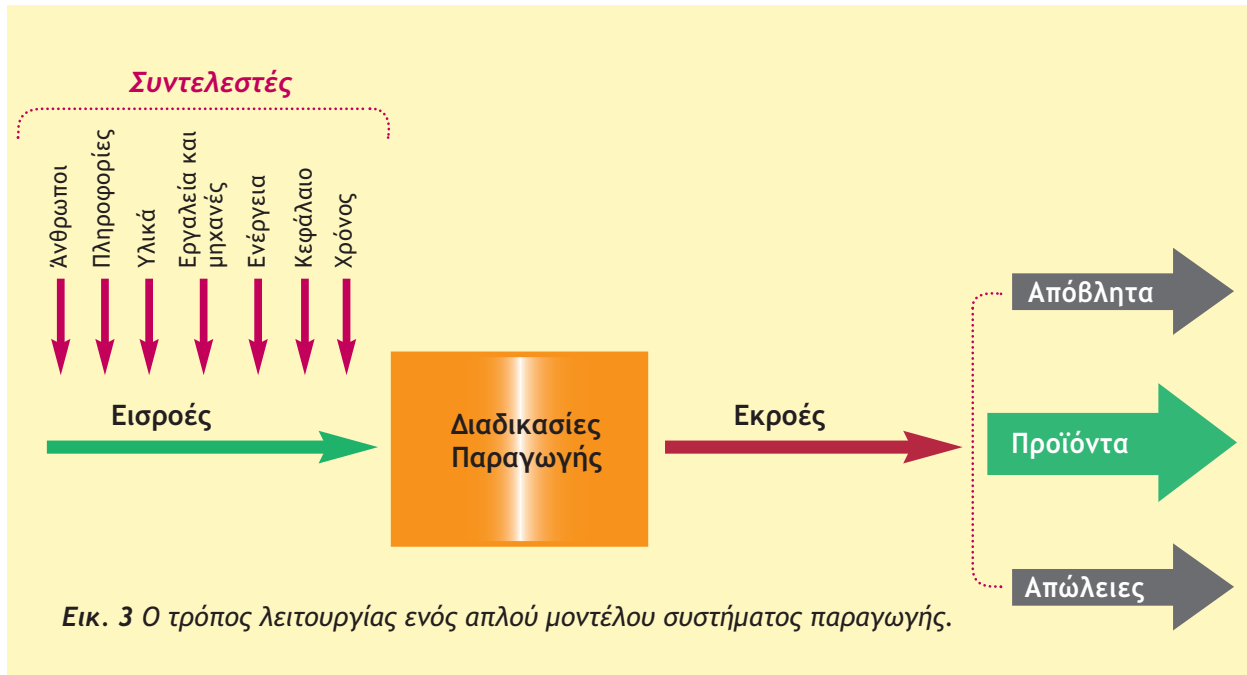 Συντελεστές
Άνθρωποι
Πληροφορίες
Υλικά
Εργαλεία και
μηχανές
Ενέργεια
Κεφάλαιο
Χρόνος
Εισροές
Διαδικασίες
Παραγωγής
Εκροές
Απόβλητα
Προϊόντα
Απώλειες
Εικ. 3 Ο τρόπος λειτουργίας ενός απλού μοντέλου συστήματος παραγωγής.